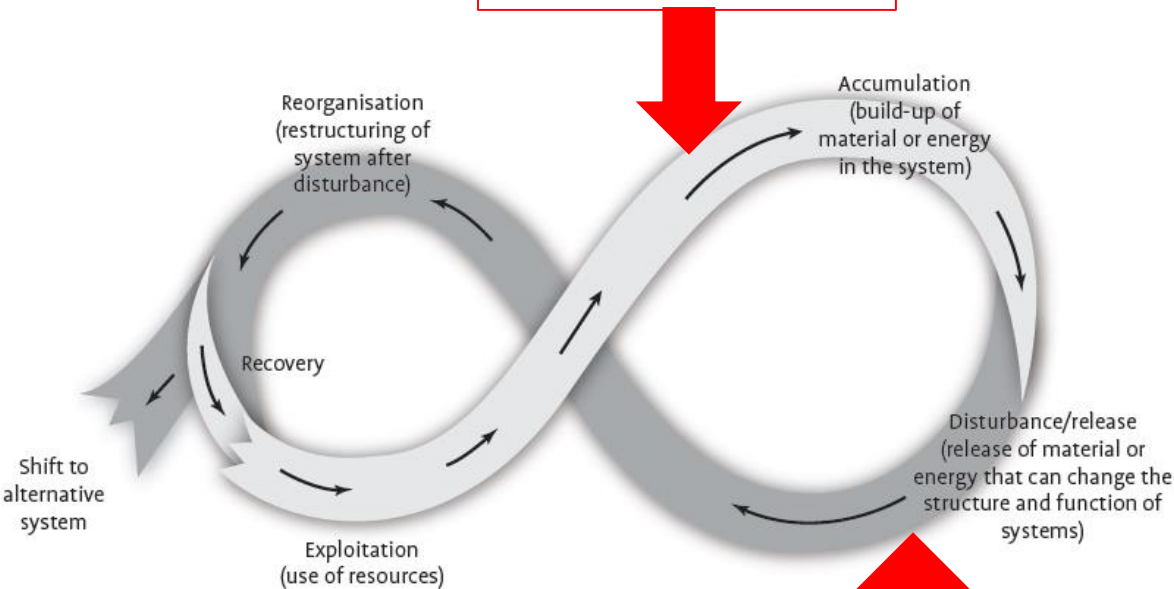 Accumulation
(build-up of
material or energy
in the system)
Reorganisation
(restructuring of
system after
disturbance)
Recovery
Disturbance/release
(release of material or
energy that can change the
structure and function of
systems)
Shift to
alternative
system
Exploitation
(use of resources)